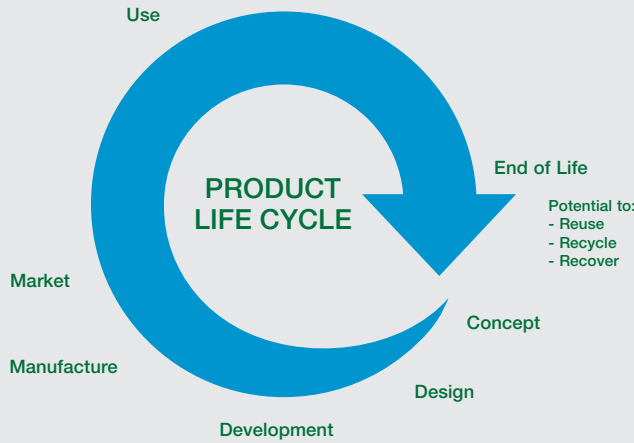 Use
End of Life
PRODUCT
LIFE CYCLE
Potential to:
- Reuse
- Recycle
- Recover
Market
Concept
Manufacture
Design
Development